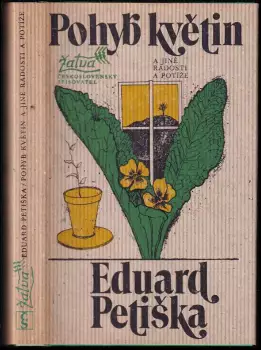 Pohyb květin
A JINÉ
RADOSTI
A POTÍŽE
žatva
ČESKOSLOVENSKÝ
SPISOVATEL
Eduard
Petiška
EDUARD PETIŠKA / POHYB KVĚTIN A JINÉ RADOSTI A POTÍŽE
žatva